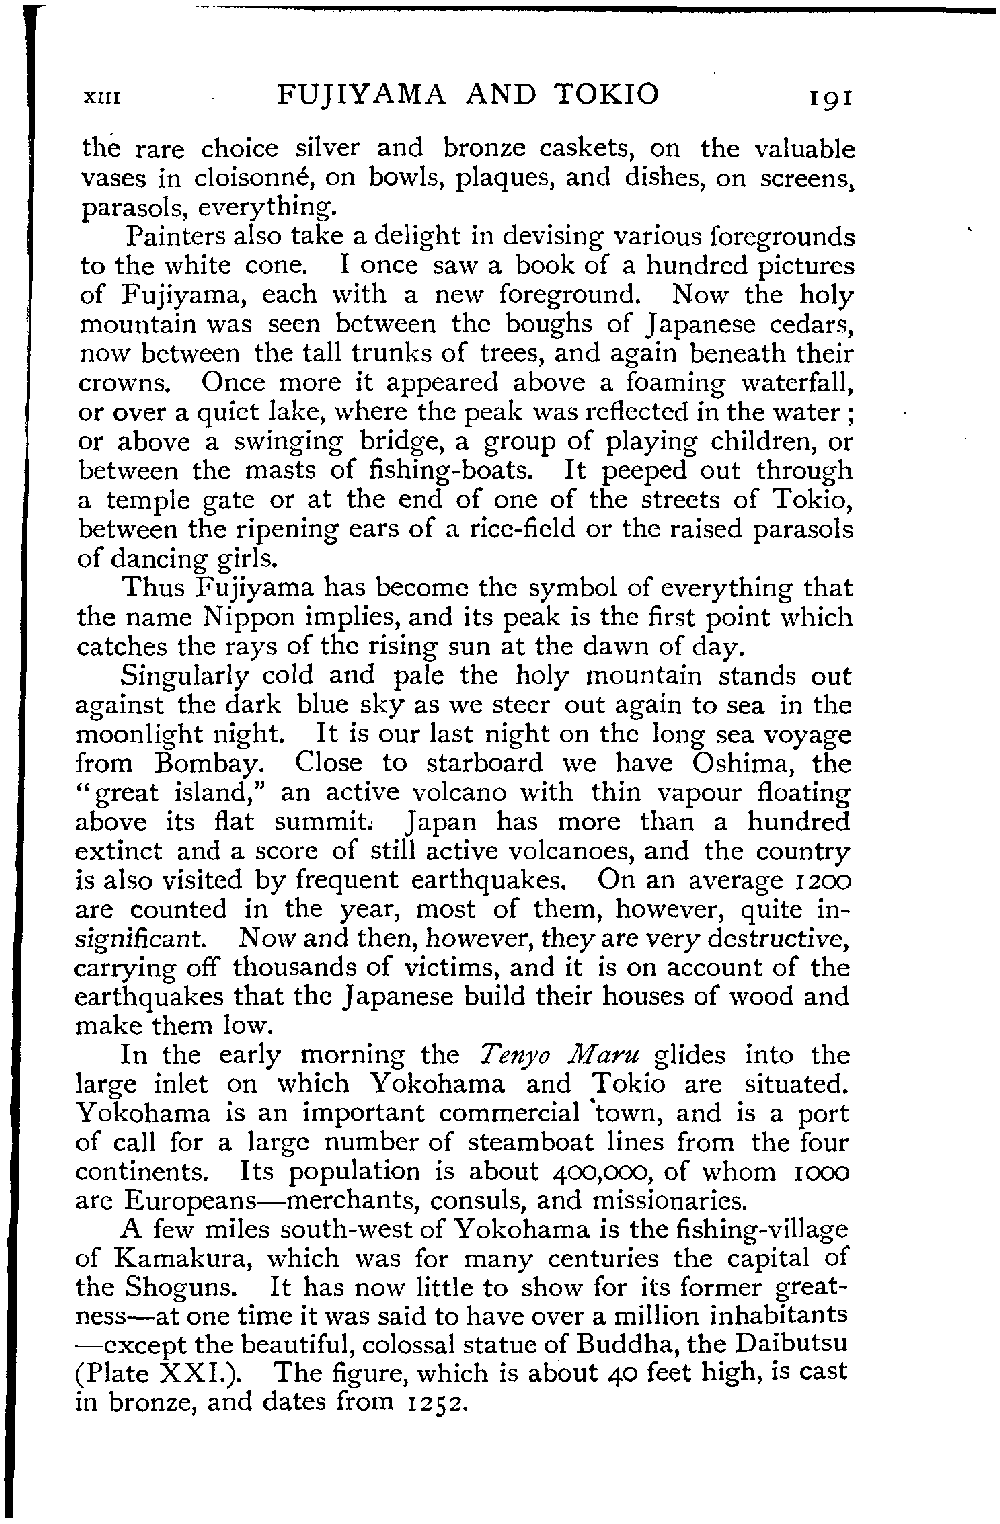 XIII FUJIYAMA AND TOKIO 191
the rare choice silver and bronze caskets, on the valuable
vases in cloisonné, on bowls, plaques, and dishes, on screens,
parasols, everything.
Painters also take a delight in devising various foregrounds
to the white cone. I once saw a book of a hundred pictures
of Fujiyama, each with a new foreground. Now the holy
mountain was seen between the boughs of Japanese cedars,
now between the tall trunks of trees, and again beneath their
crowns. Once more it appeared above a foaming waterfall,
or over a quiet lake, where the peak was reflected in the water;
or above a swinging bridge, a group of playing children, or
between the masts of fishing-boats. It peeped out through
a temple gate or at the end of one of the streets of Tokio,
between the ripening ears of a rice-field or the raised parasols
of dancing girls.
Thus Fujiyama has become the symbol of everything that
the name Nippon implies, and its peak is the first point which
catches the rays of the rising sun at the dawn of day.
Singularly cold and pale the holy mountain stands out
against the dark blue sky as we steer out again to sea in the
moonlight night. It is our last night on the long sea voyage
from Bombay. Close to starboard we have Oshima, the
"great island," an active volcano with thin vapour floating
above its flat summit. Japan has more than a hundred
extinct and a score of still active volcanoes, and the country
is also visited by frequent earthquakes. On an average 1200
are counted in the year, most of them, however, quite in-
significant. Now and then, however, they are very destructive,
carrying off thousands of victims, and it is on account of the
earthquakes that the Japanese build their houses of wood and
make them low.
In the early morning the Tenyo Maru glides into the
large inlet on which Yokohama and Tokio are situated.
Yokohama is an important commercial town, and is a port
of call for a large number of steamboat lines from the four
continents. Its population is about 400,000, of whom 1000
are Europeans—merchants, consuls, and missionaries.
A few miles south-west of Yokohama is the fishing-village
of Kamakura, which was for many centuries the capital of
the Shoguns. It has now little to show for its former great-
ness—at one time it was said to have over a million inhabitants
—except the beautiful, colossal statue of Buddha, the Daibutsu
(Plate XXI.). The figure, which is about 40 feet high, is cast
in bronze, and dates from 1252.